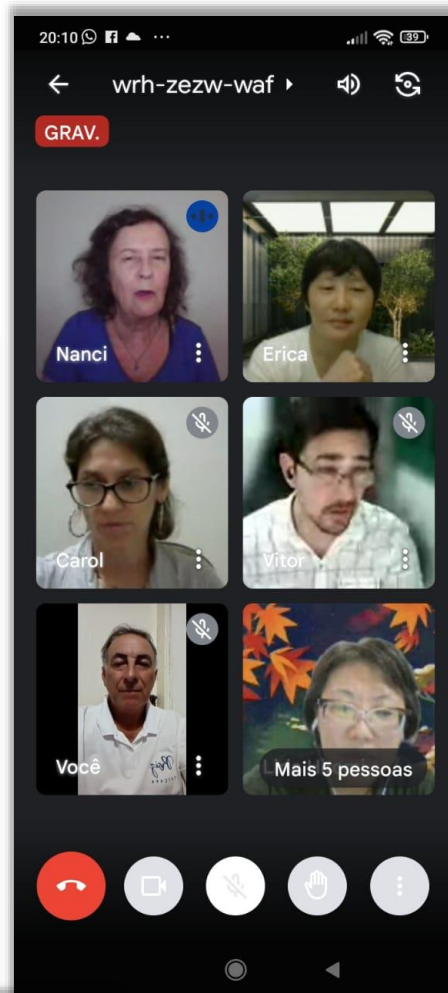 20:10
39
wrh-zezw-waf
GRAV.
Nanci
Erica
Carol
Vitor
Você
Mais 5 pessoas